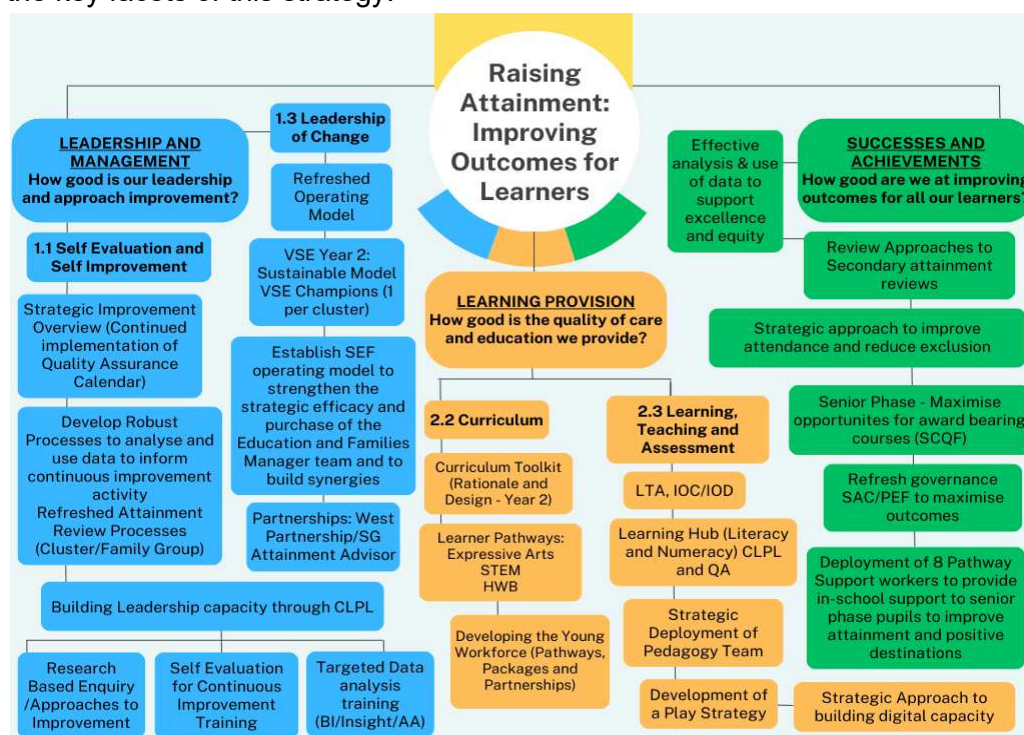 the key facets of this strategy.
Raising
Attainment:
Improving
Outcomes for
Learners
LEADERSHIP AND
MANAGEMENT
How good is our leadership
and approach improvement?
1.1 Self Evaluation and
Self Improvement
Strategic Improvement
Overview (Continued
implementation of
Quality Assurance
Calendar)
Develop Robust
Processes to analyse and
use data to inform
continuous improvement
activity
Refreshed Attainment
Review Processes
(Cluster/Family Group)
Building Leadership capacity through CLPL
Research
Based Enquiry
/Approaches to
Improvement
Self Evaluation
for Continuous
Improvement
Training
Targeted Data
analysis
training
(BI/Insight/AA)
1.3 Leadership
of Change
Refreshed
Operating
Model
VSE Year 2:
Sustainable Model
VSE Champions (1
per cluster)
Establish SEF
operating model to
strengthen the
strategic efficacy and
purchase of the
Education and Families
Manager team and to
build synergies
Partnerships: West
Partnership/SG
Attainment Advisor
LEARNING PROVISION
How good is the quality of care
and education we provide?
2.2 Curriculum
Curriculum Toolkit
(Rationale and
Design - Year 2)
Learner Pathways:
Expressive Arts
STEM
HWB
Developing the Young
Workforce (Pathways,
Packages and
Partnerships)
2.3 Learning,
Teaching and
Assessment
LTA, IOC/IOD
Learning Hub (Literacy
and Numeracy) CLPL
and QA
Strategic
Deployment of
Pedagogy Team
Development of
a Play Strategy
Strategic Approach to
building digital capacity
SUCCESSES AND
ACHIEVEMENTS
How good are we at improving
outcomes for all our learners?
Effective
analysis & use
of data to
support
excellence
and equity
Review Approaches to
Secondary attainment
reviews
Strategic approach to improve
attendance and reduce exclusion
Senior Phase - Maximise
opportunites for award bearing
courses (SCQF)
Refresh governance
SAC/PEF to maximise
outcomes
Deployment of 8 Pathway
Support workers to provide
in-school support to senior
phase pupils to improve
attainment and positive
destinations